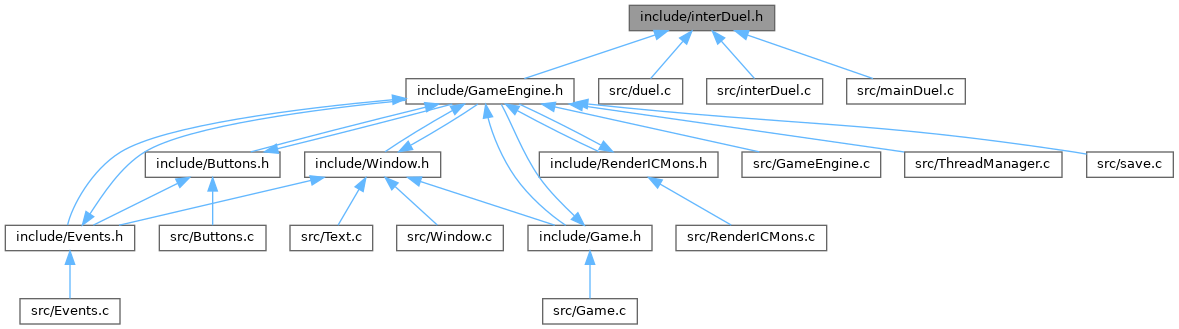 include/interDuel.h
include/GameEngine.h
src/duel.c
src/interDuel.c
src/mainDuel.c
include/Buttons.h
include/Window.h
include/RenderICMons.h
src/GameEngine.c
src/ThreadManager.c
src/save.c
include/Events.h
src/Buttons.c
src/Text.c
src/Window.c
include/Game.h
src/RenderICMons.c
src/Events.c
src/Game.c